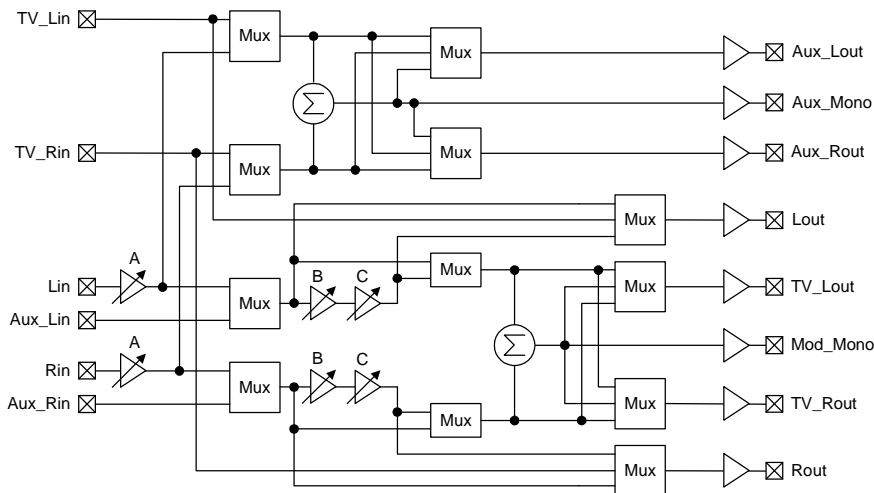 TV_Lin
Mux
Mux
Aux_Lout
Σ
Aux_Mono
TV_Rin
Mux
Mux
Aux_Rout
Mux
Lout
A
Lin
Mux
B
C
Mux
Mux
TV_Lout
Aux_Lin
Σ
Mod_Mono
A
Rin
Mux
B
C
Mux
Mux
TV_Rout
Aux_Rin
Mux
Rout